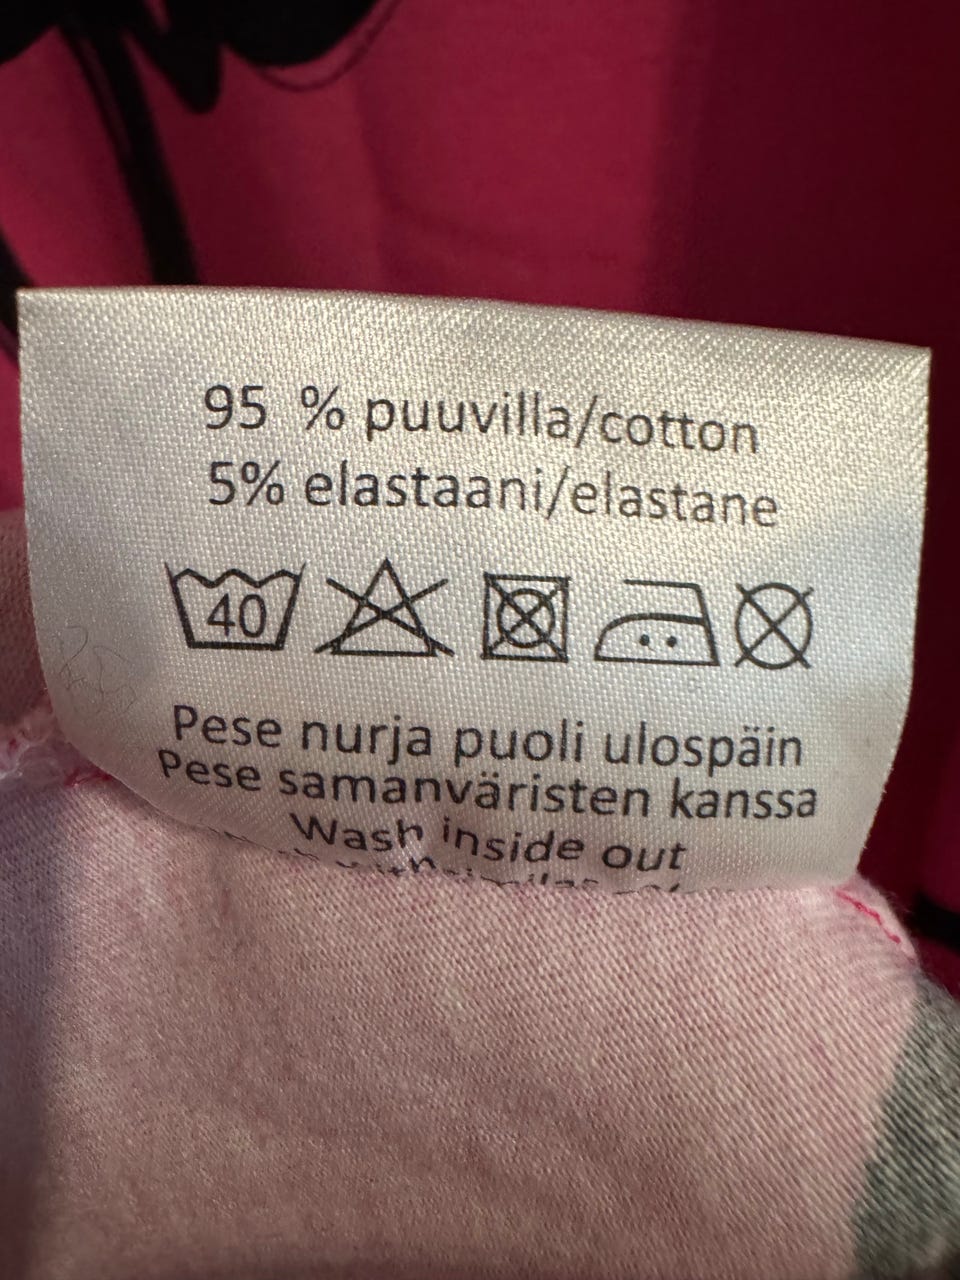 95 % puuvilla/cotton
5% elastaani/elastane
40
Pese nurja puoli ulospäin
Pese samanväristen kanssa
Wash inside out